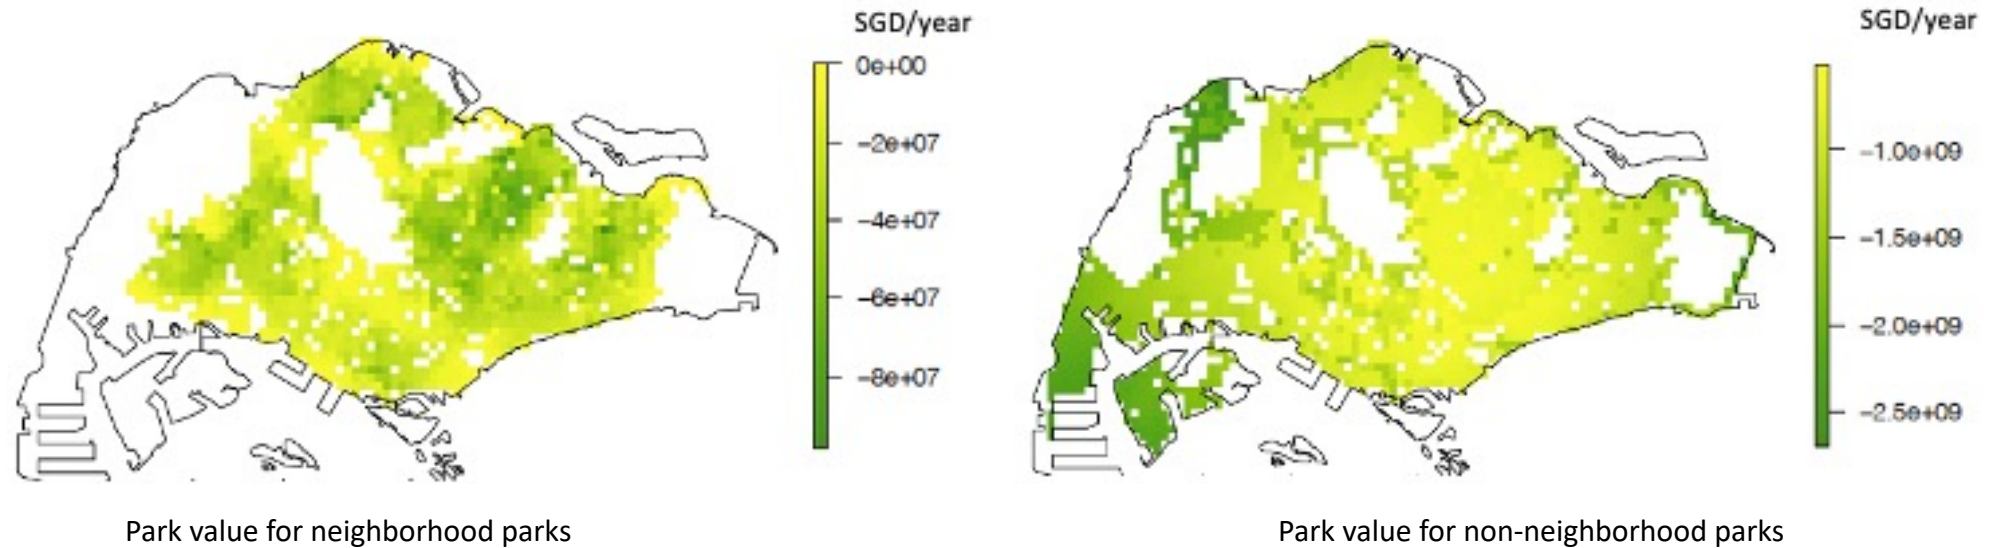 SGD/year
0e+00
−2e+07
−4e+07
−6e+07
−8e+07
Park value for neighborhood parks
SGD/year
−1.0e+09
−1.5e+09
−2.0e+09
−2.5e+09
Park value for non-neighborhood parks